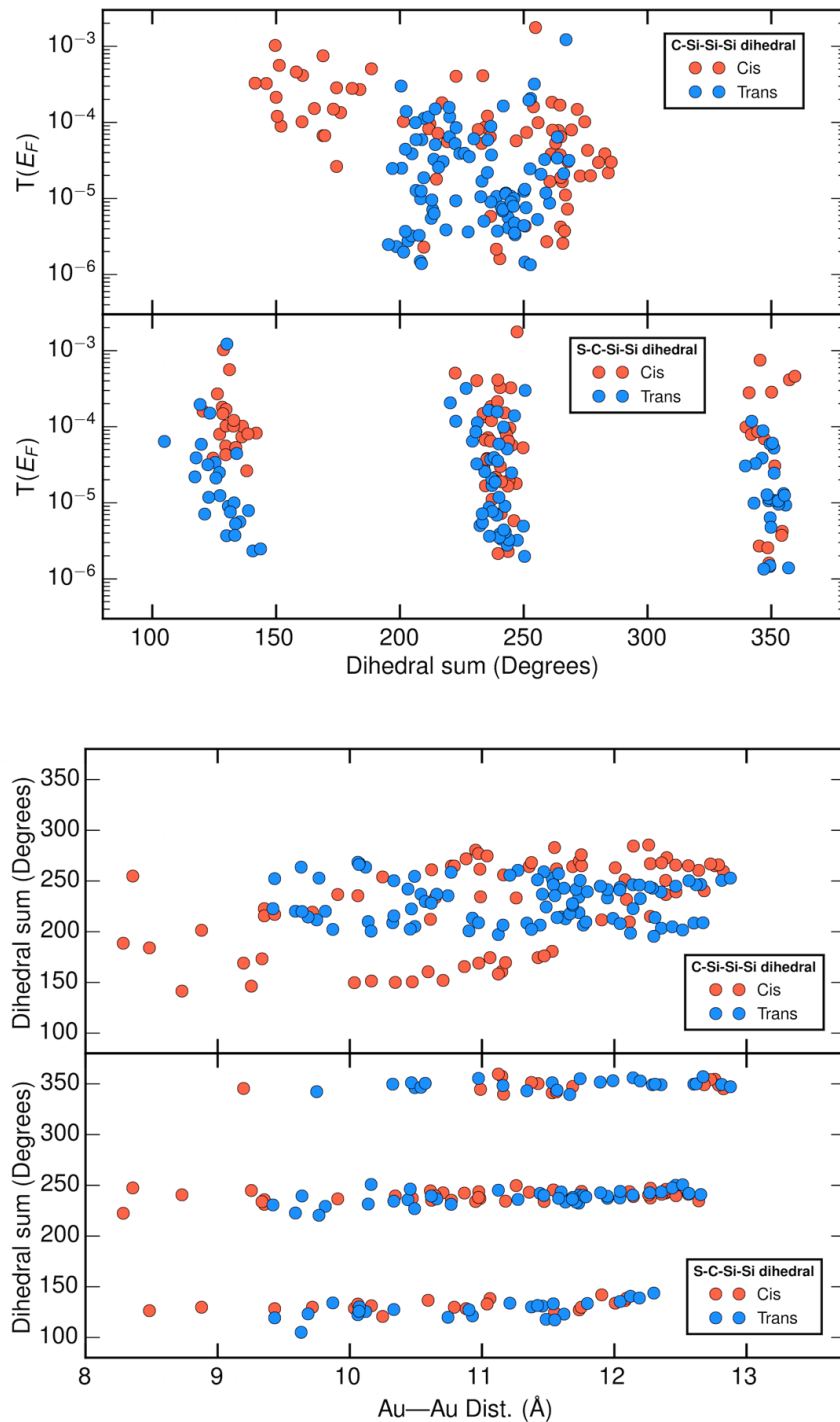 10⁻³
10⁻⁴
10⁻⁵
10⁻⁶
T(E_F)
C-Si-Si-Si dihedral
Cis
Trans
10⁻³
10⁻⁴
10⁻⁵
10⁻⁶
T(E_F)
S-C-Si-Si dihedral
Cis
Trans
100 150 200 250 300 350
Dihedral sum (Degrees)
350
300
250
200
150
100
Dihedral sum (Degrees)
C-Si-Si-Si dihedral
Cis
Trans
350
300
250
200
150
100
Dihedral sum (Degrees)
S-C-Si-Si dihedral
Cis
Trans
8 9 10 11 12 13
Au—Au Dist. (Å)